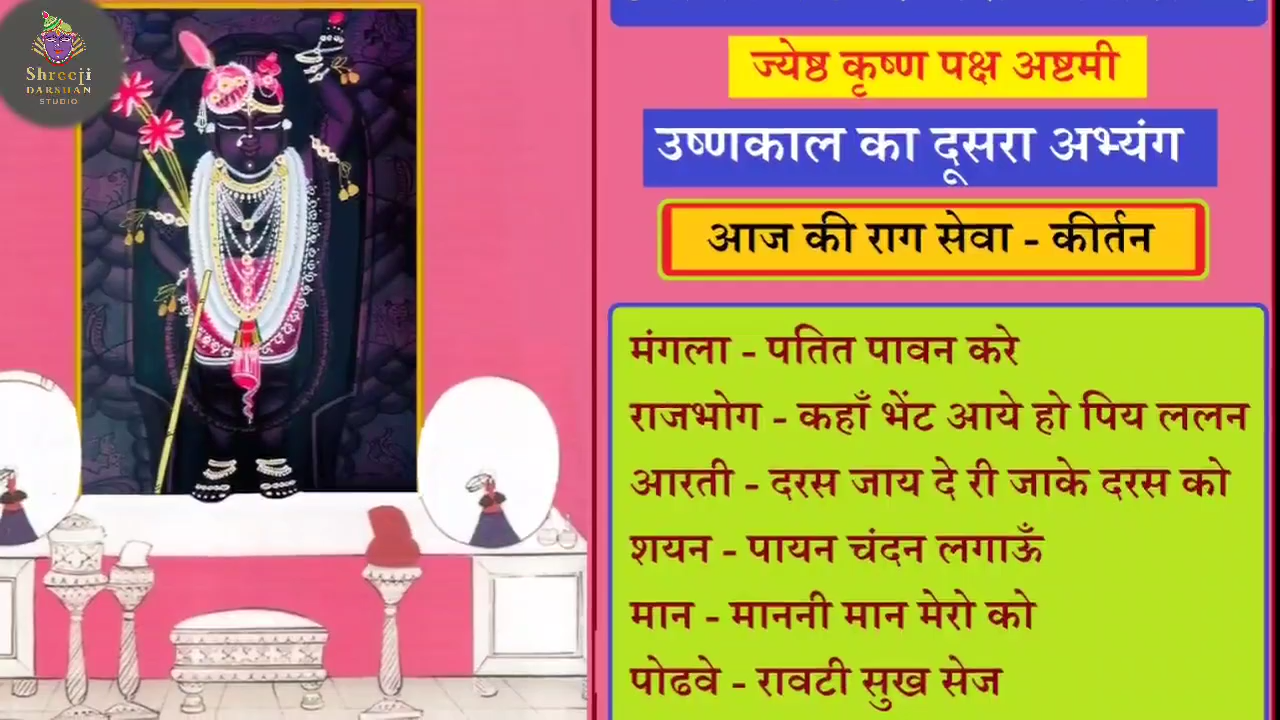 Shreeji
DARSHAN
STUDIO
ज्येष्ठ कृष्ण पक्ष अष्टमी
उष्णकाल का दूसरा अभ्यंग
आज की राग सेवा - कीर्तन
मंगला - पतित पावन करे
राजभोग - कहाँ भेंट आये हो पिय ललन
आरती - दरस जाय दे री जाके दरस को
शयन - पायन चंदन लगाऊँ
मान - माननी मान मेरो को
पोढवे - रावटी सुख सेज